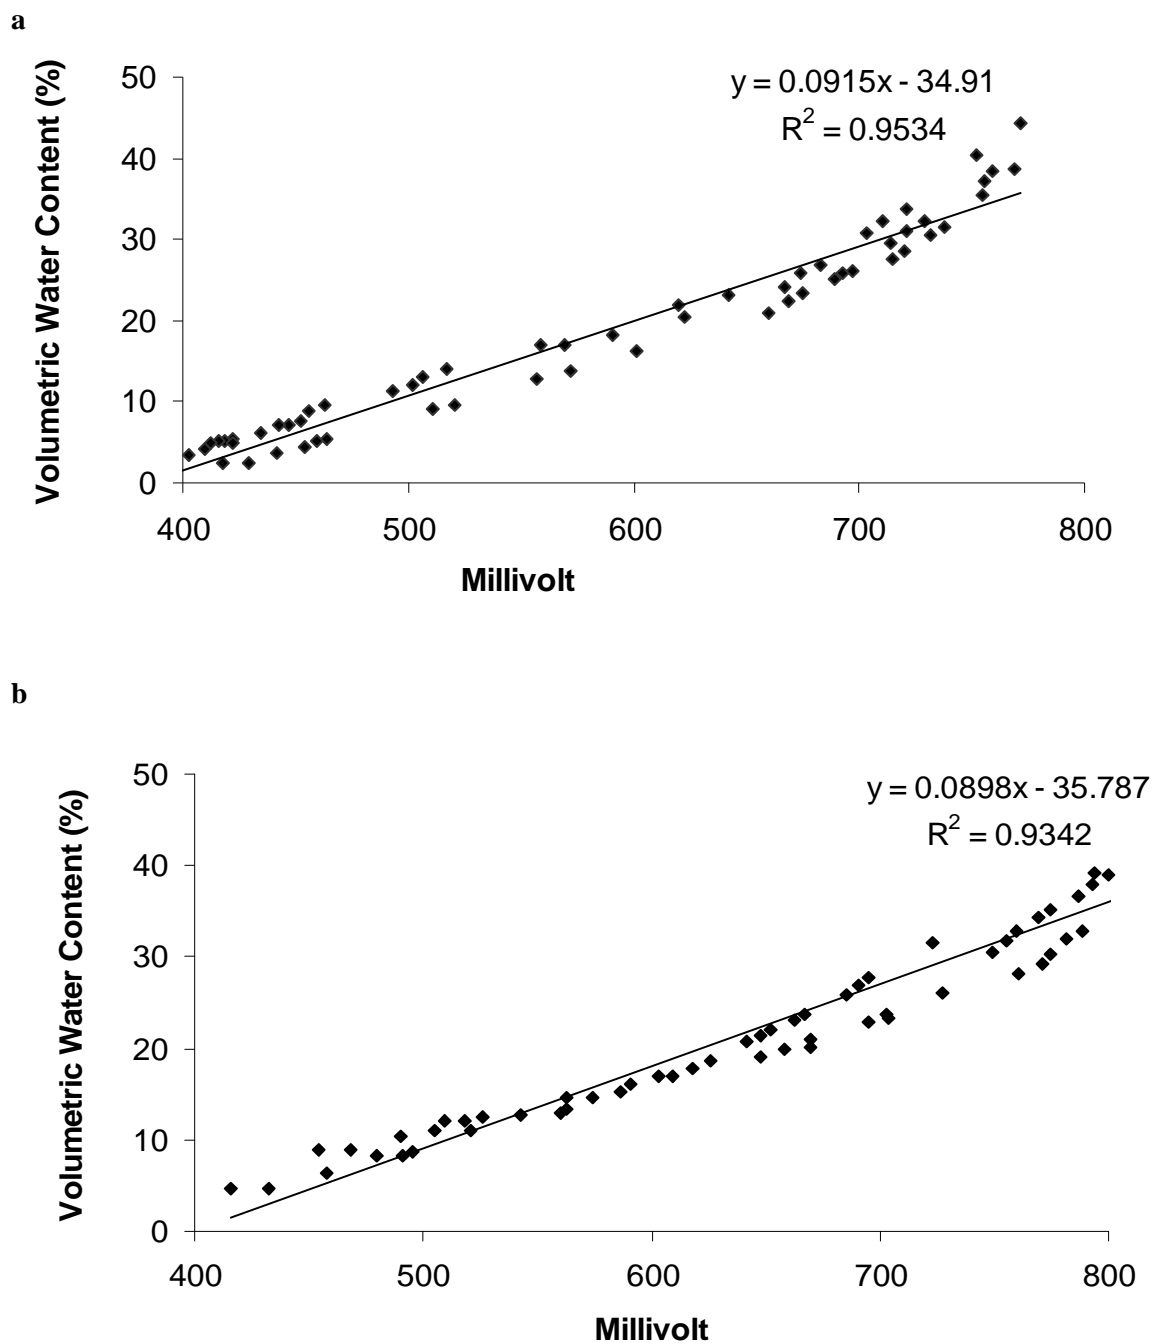 a
y = 0.0915x - 34.91
R² = 0.9534
Volumetric Water Content (%)
50
40
30
20
10
0
400 500 600 700 800
Millivolt
b
y = 0.0898x - 35.787
R² = 0.9342
Volumetric Water Content (%)
50
40
30
20
10
0
400 500 600 700 800
Millivolt